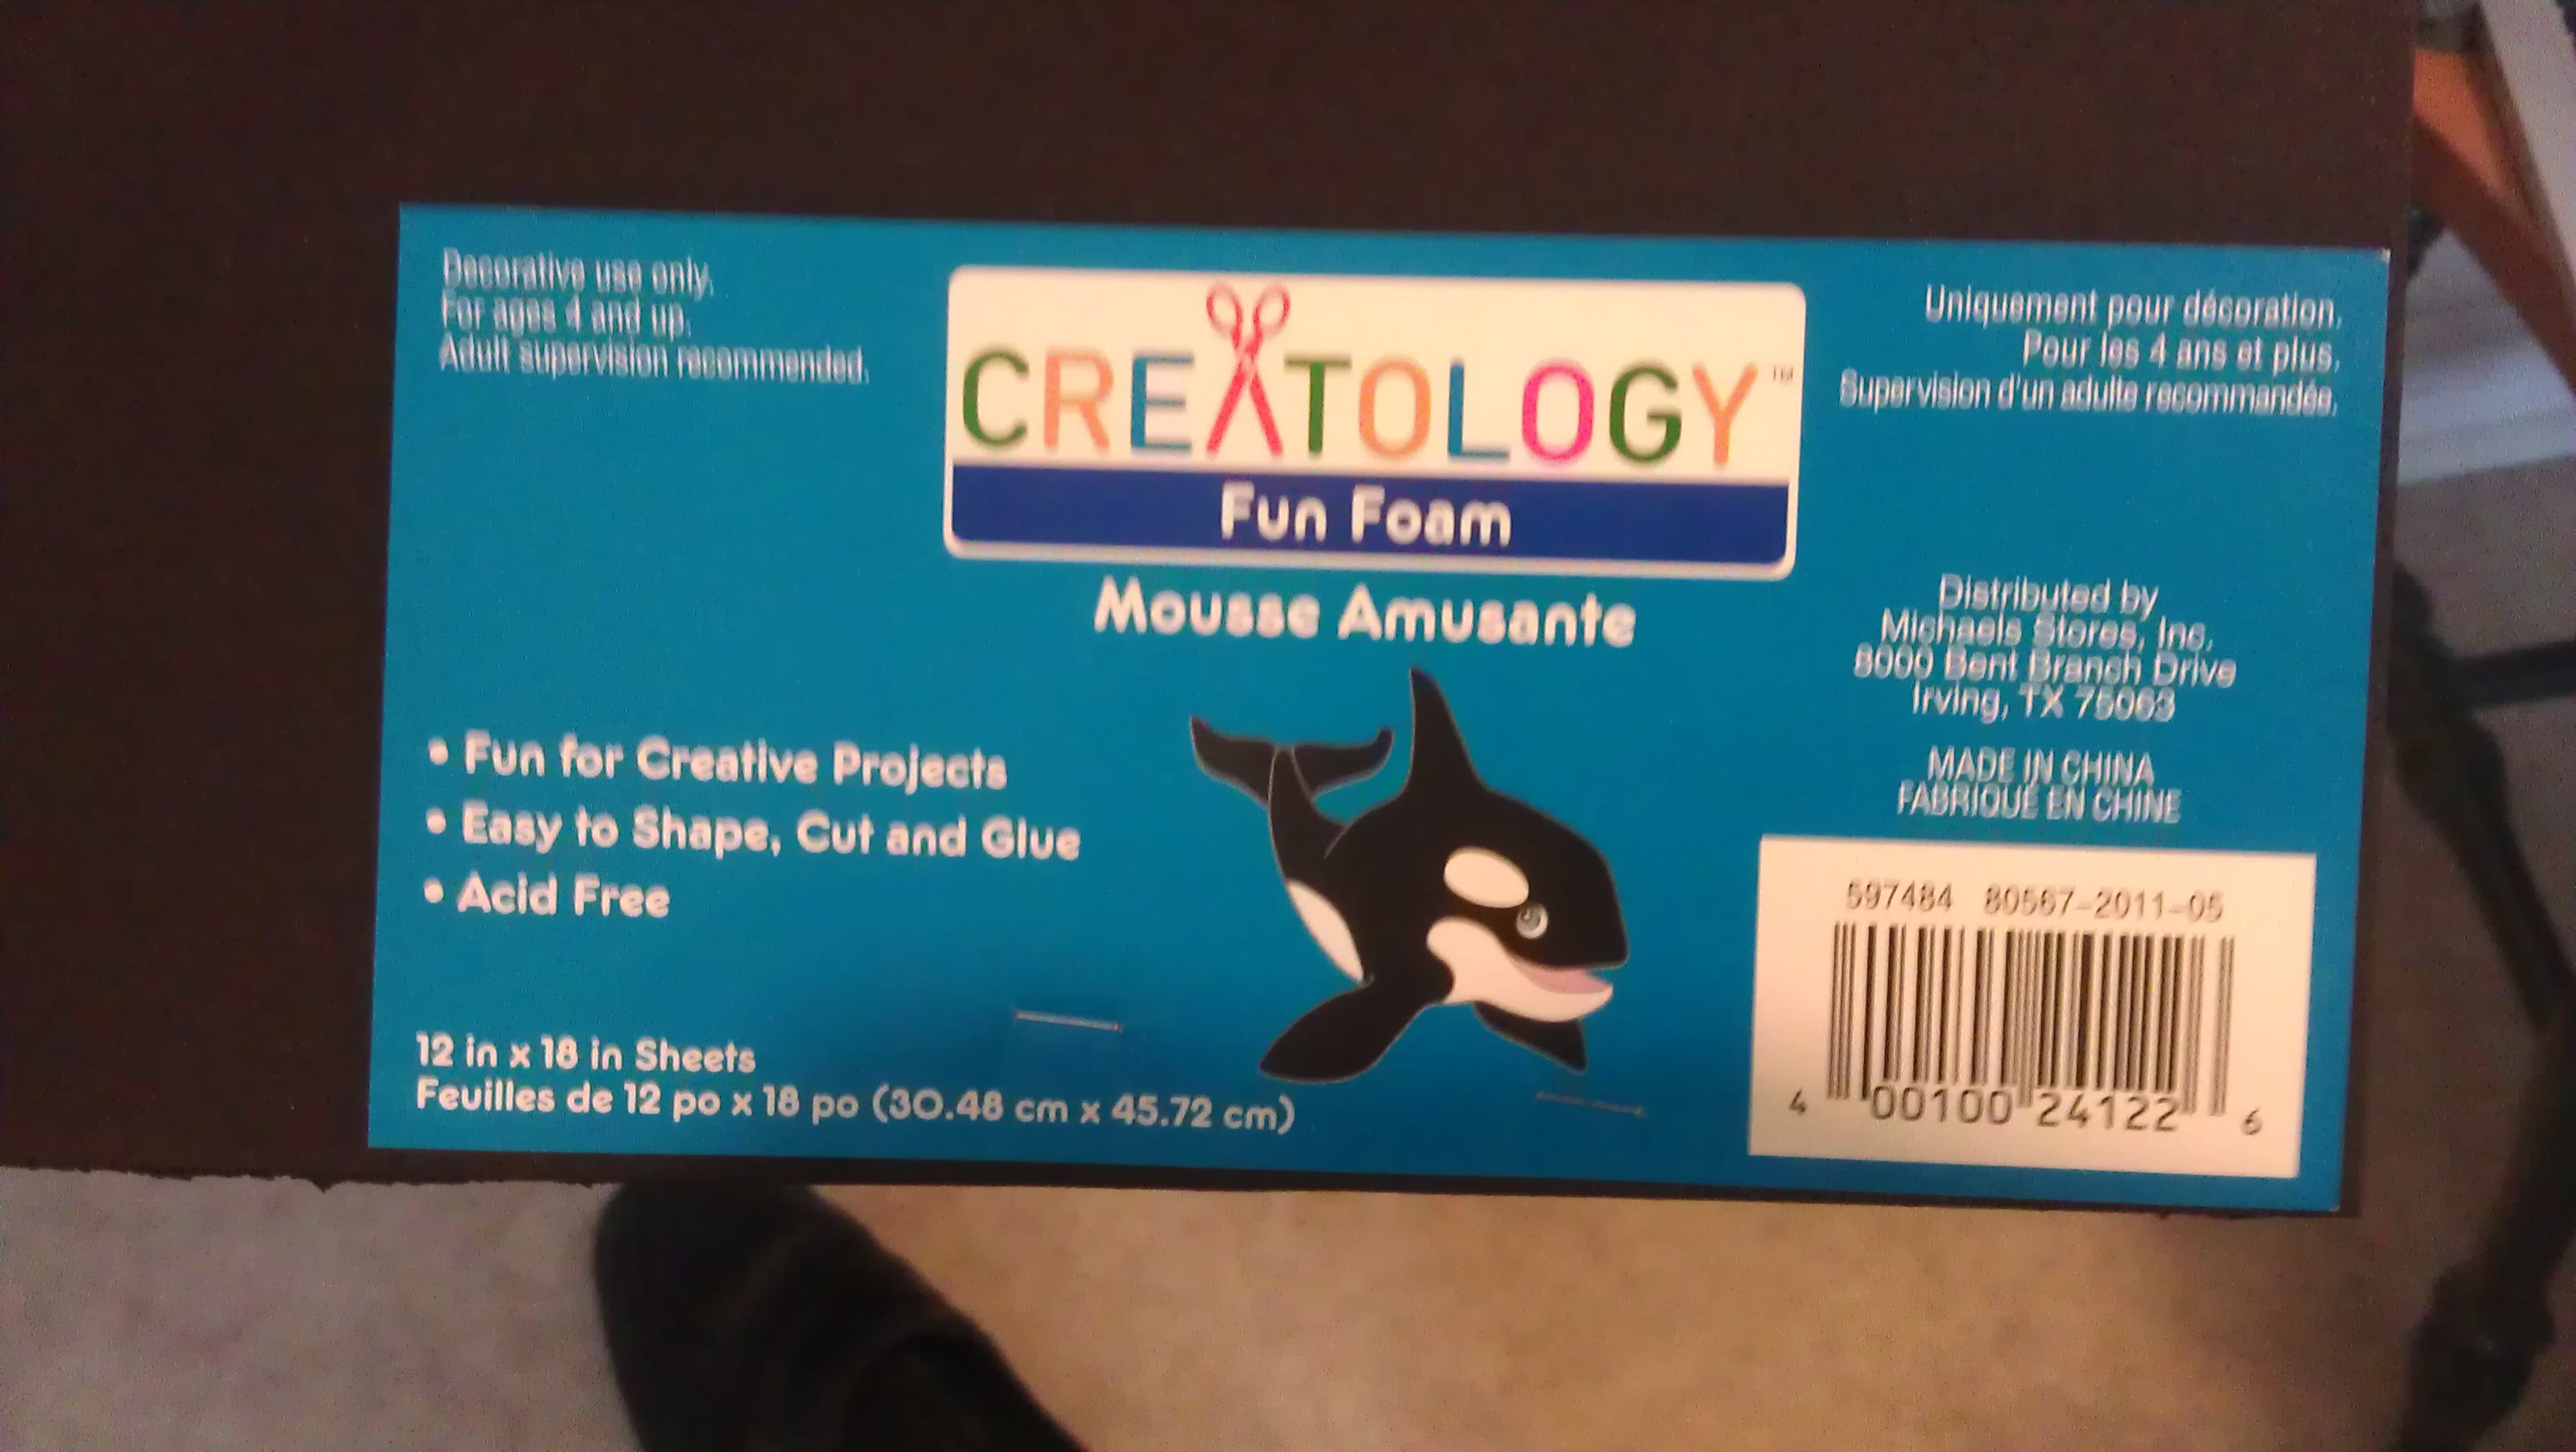 Decorative use only.
For ages 4 and up.
Adult supervision recommended.
CREATOLOGY™
Fun Foam
Mousse Amusante
Uniquement pour décoration.
Pour les 4 ans et plus.
Supervision d'un adulte recommandée.
• Fun for Creative Projects
• Easy to Shape, Cut and Glue
• Acid Free
12 in x 18 in Sheets
Feuilles de 12 po x 18 po (30.48 cm x 45.72 cm)
Distributed by
Michaels Stores, Inc.
8000 Bent Branch Drive
Irving, TX 75063
MADE IN CHINA
FABRIQUÉ EN CHINE
597484 80567-2011-05
4 00100 24122 6